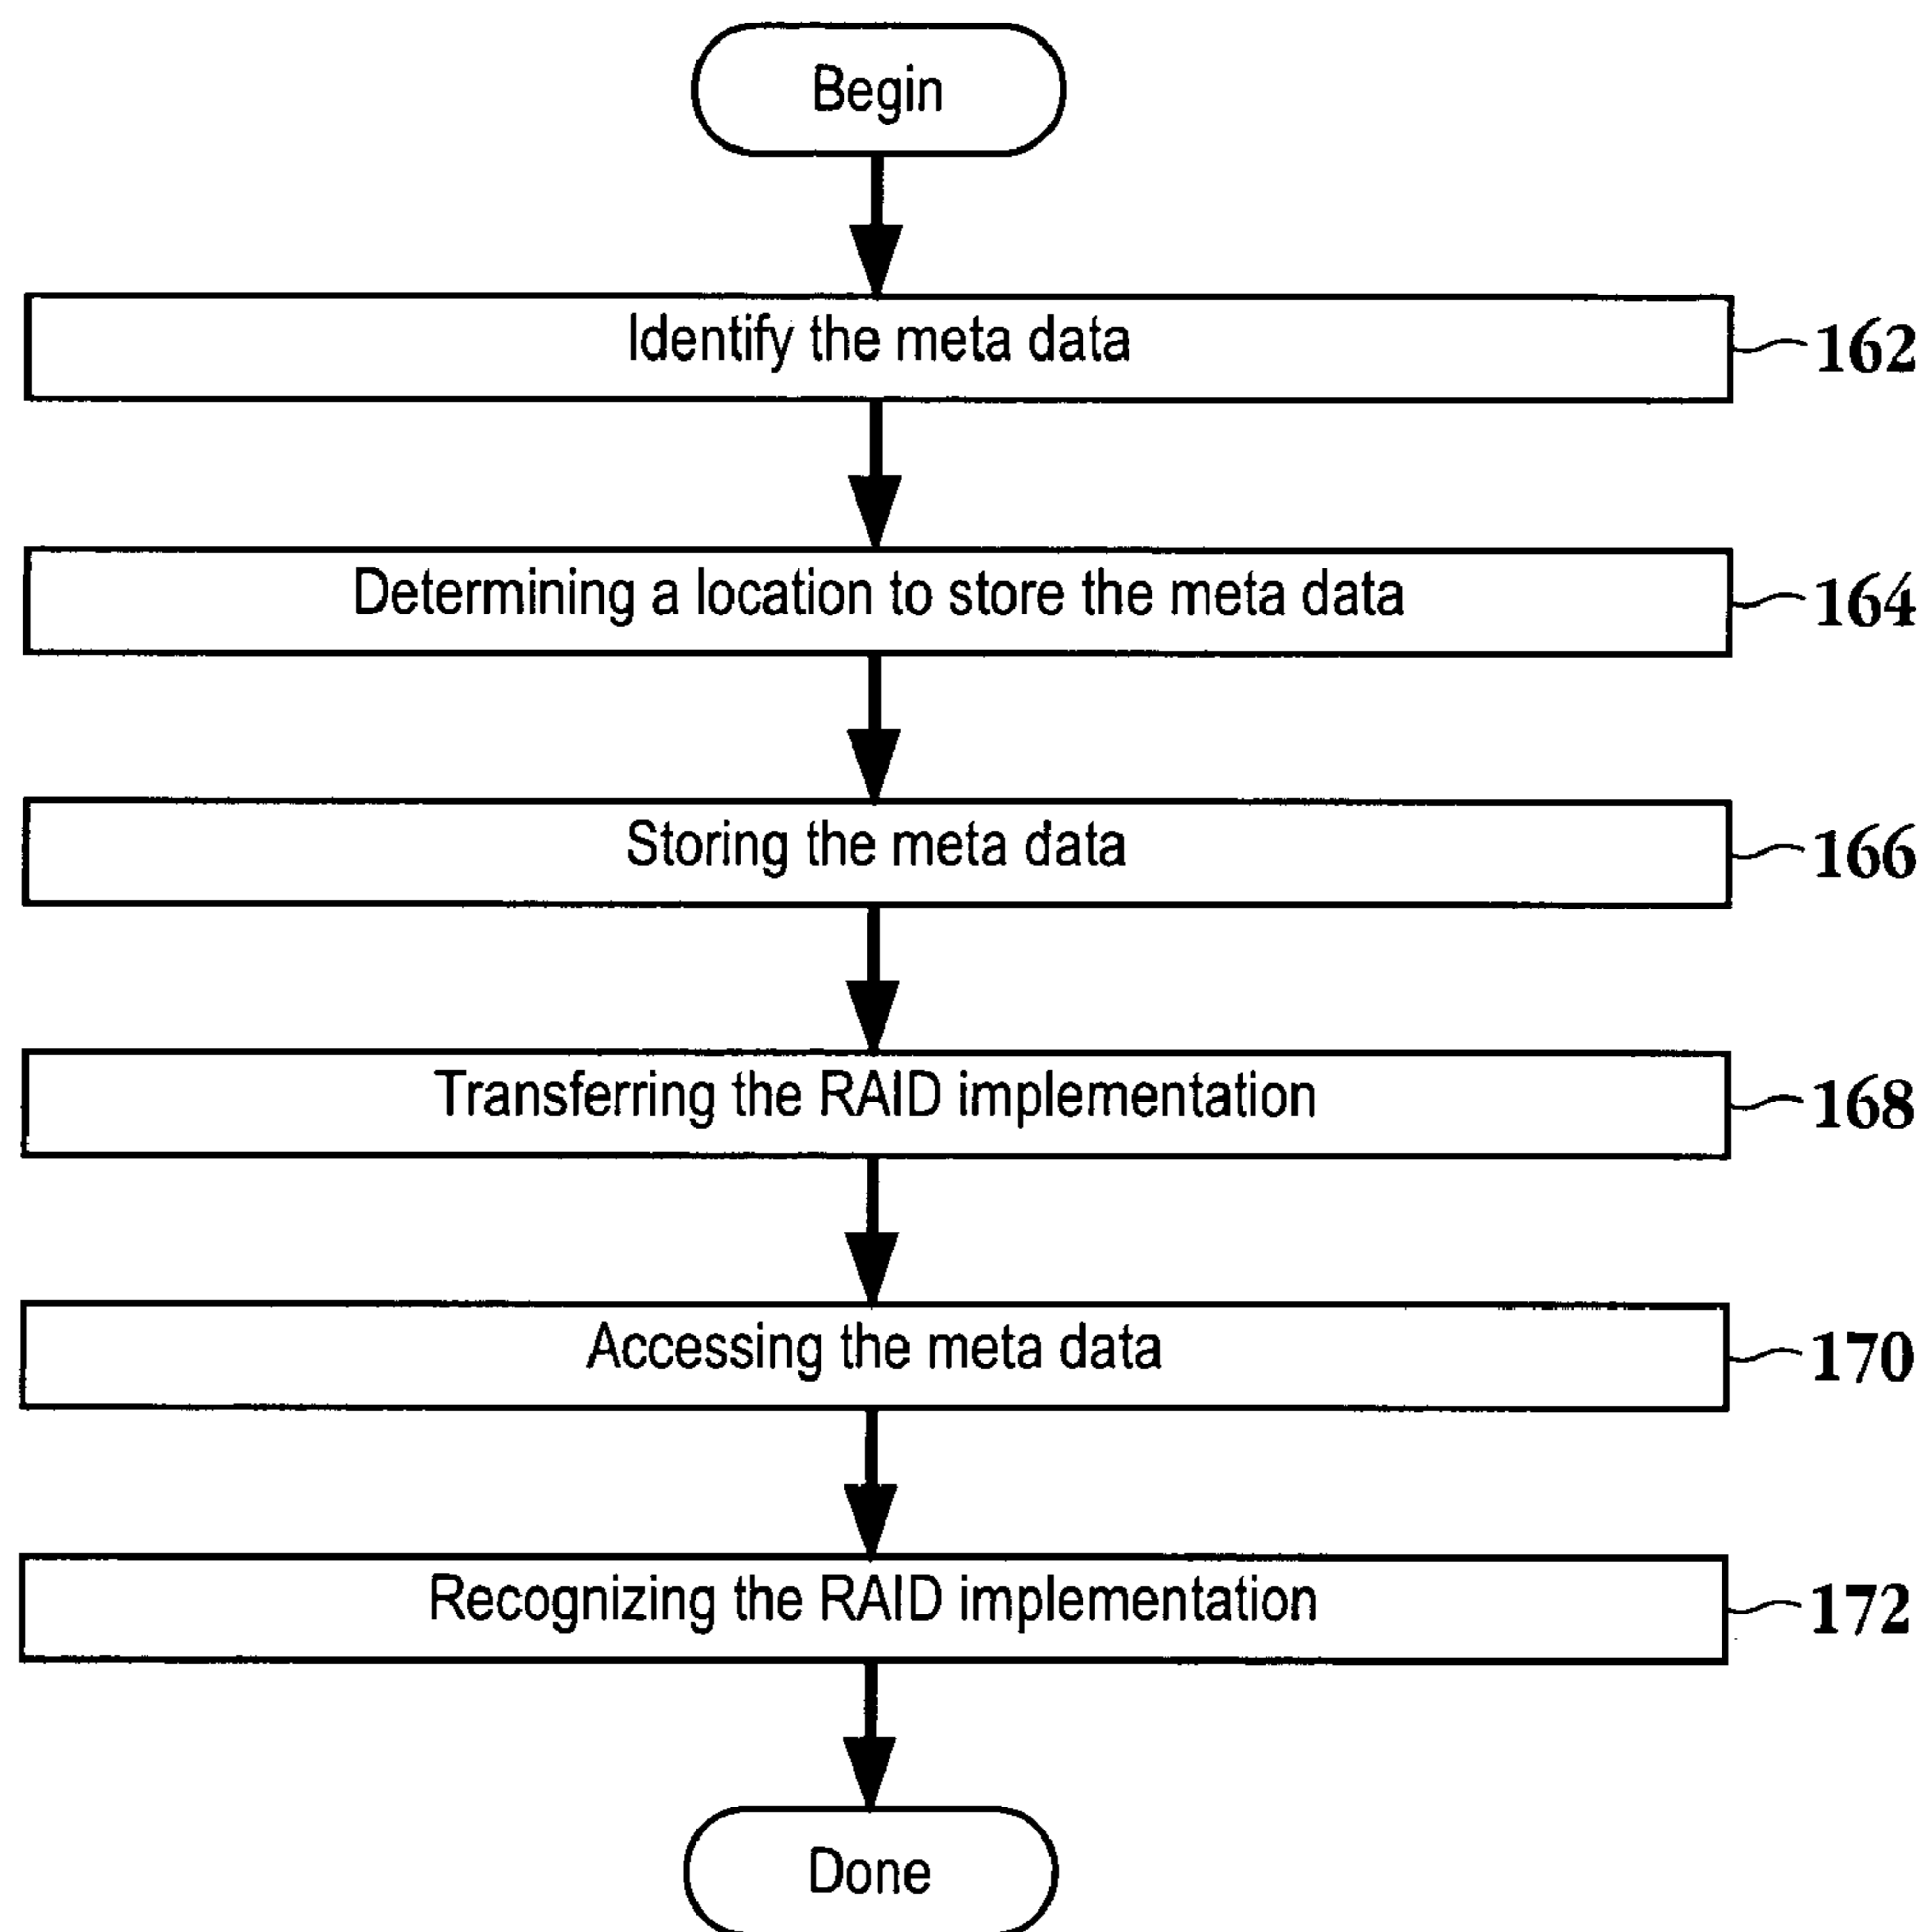 Begin
Identify the meta data
162
Determining a location to store the meta data
164
Storing the meta data
166
Transferring the RAID implementation
168
Accessing the meta data
170
Recognizing the RAID implementation
172
Done